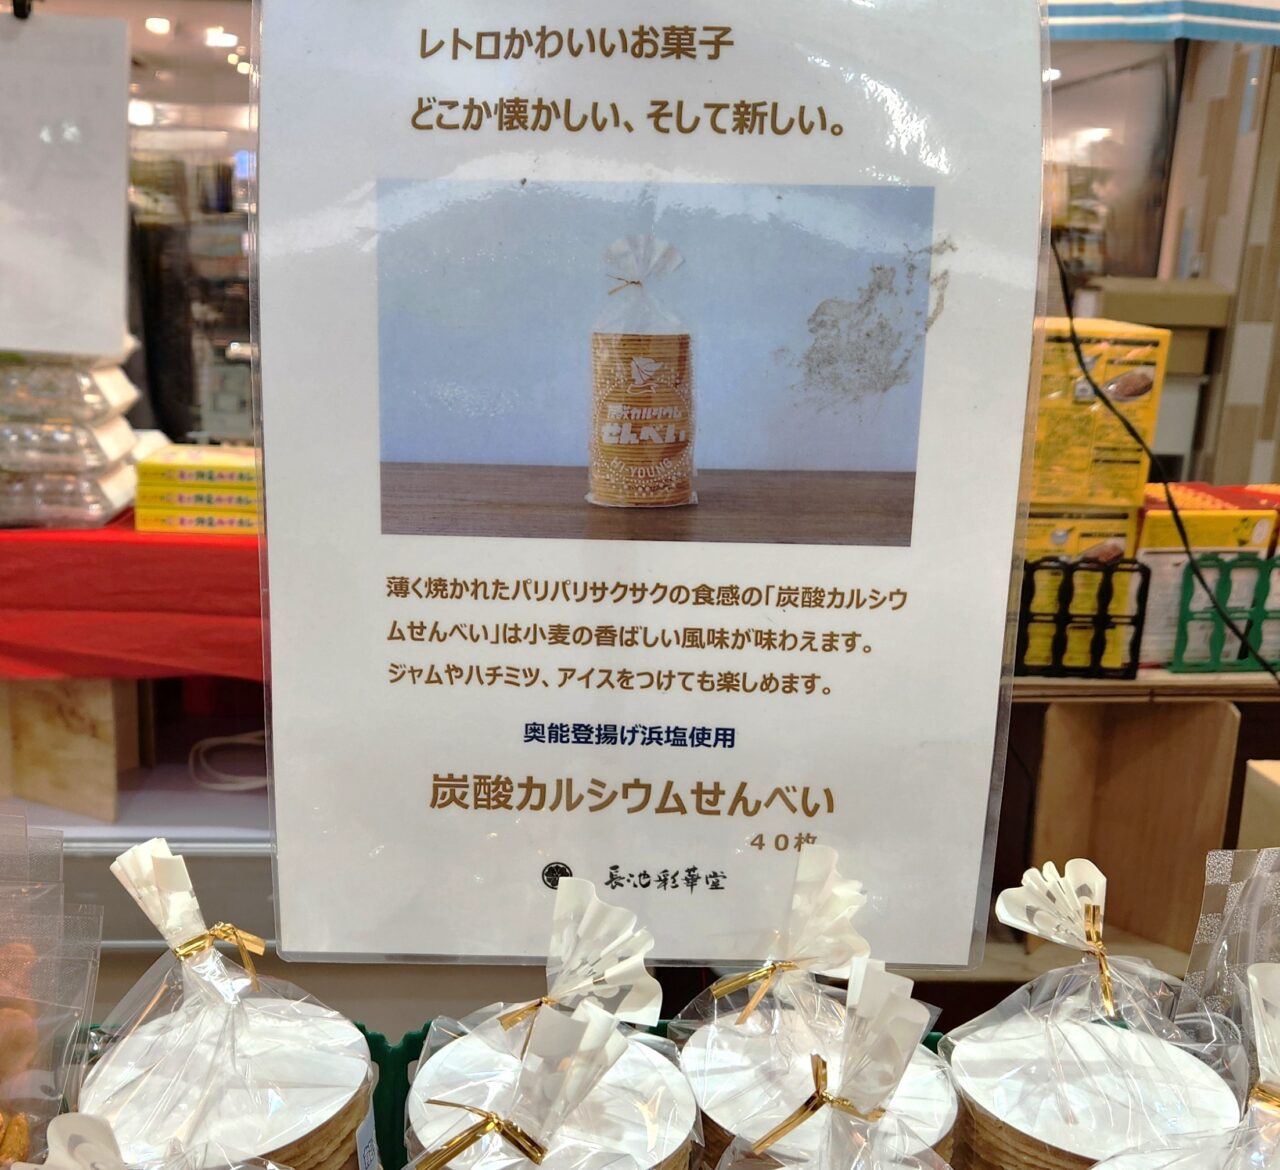 レトロかわいいお菓子
どこか懐かしい、そして新しい。
炭酸カルシウム
せんべい
HI-YOUNG
薄く焼かれたパリパリサクサクの食感の「炭酸カルシウ
ムせんべい」は小麦の香ばしい風味が味わえます。
ジャムやハチミツ、アイスをつけても楽しめます。
奥能登揚げ浜塩使用
炭酸カルシウムせんべい
40枚
長池彩華堂